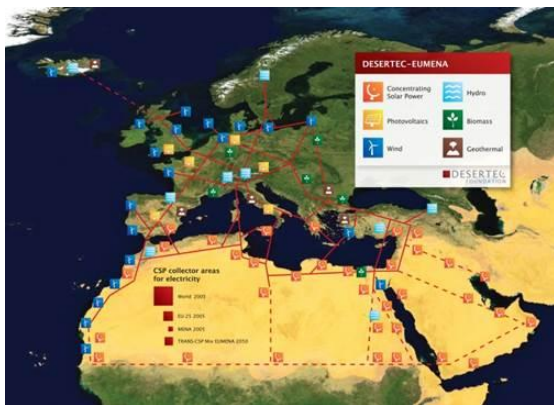 DESERTEC-EUMENA
Concentrating
Solar Power
Hydro
Photovoltaics
Biomass
Wind
Geothermal
DESERTEC
FOUNDATION
CSP collector areas
for electricity
World 2005
EU-25 2005
MENA 2005
TRANS-CSP Mix EUMENA 2050